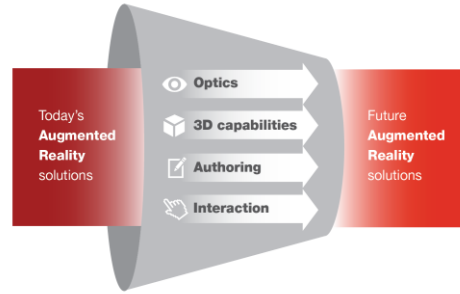 Today's
Augmented
Reality
solutions
Optics
3D capabilities
Authoring
Interaction
Future
Augmented
Reality
solutions